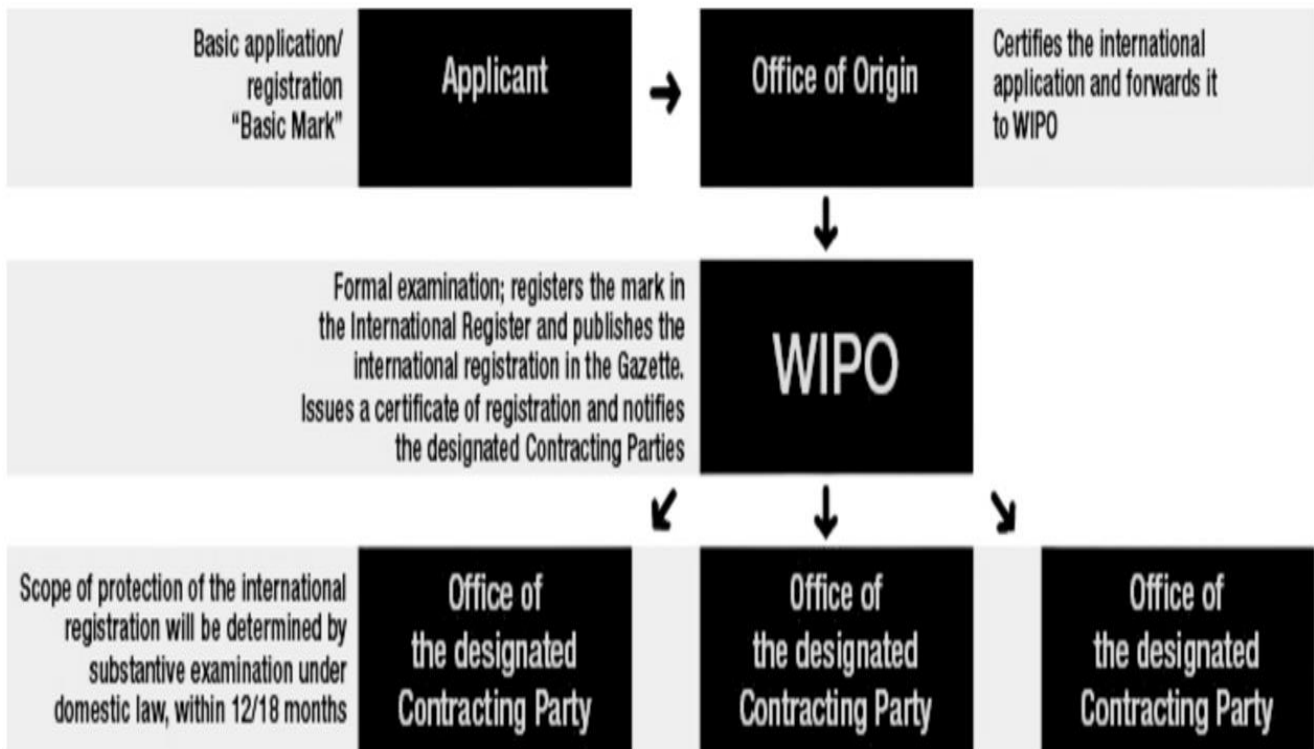 Basic application/
registration
“Basic Mark”
Applicant
Office of Origin
Certifies the international
application and forwards it
to WIPO
Formal examination; registers the mark in
the International Register and publishes the
international registration in the Gazette.
Issues a certificate of registration and notifies
the designated Contracting Parties
WIPO
Scope of protection of the international
registration will be determined by
substantive examination under
domestic law, within 12/18 months
Office of
the designated
Contracting Party
Office of
the designated
Contracting Party
Office of
the designated
Contracting Party